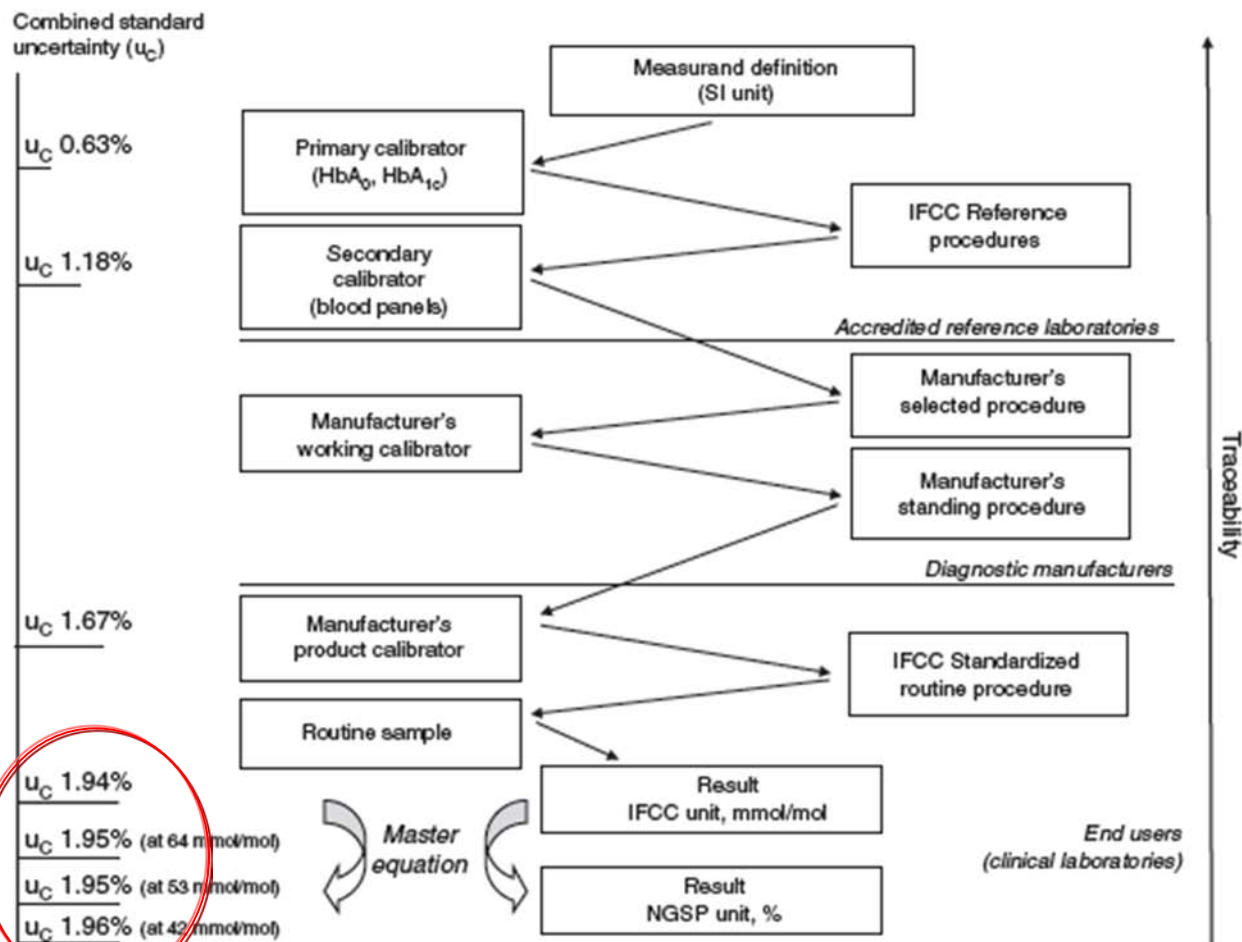 Combined standard
uncertainty (uC)
Measurand definition
(SI unit)
uC 0.63%
Primary calibrator
(HbA0, HbA1c)
IFCC Reference
procedures
uC 1.18%
Secondary
calibrator
(blood panels)
Accredited reference laboratories
Manufacturer's
selected procedure
Manufacturer's
working calibrator
Manufacturer's
standing procedure
Traceability
Diagnostic manufacturers
uC 1.67%
Manufacturer's
product calibrator
IFCC Standardized
routine procedure
Routine sample
uC 1.94%
Result
IFCC unit, mmol/mol
uC 1.95% (at 64 mmol/mol)
Master
equation
End users
(clinical laboratories)
uC 1.95% (at 53 mmol/mol)
Result
NGSP unit, %
uC 1.96% (at 42 mmol/mol)